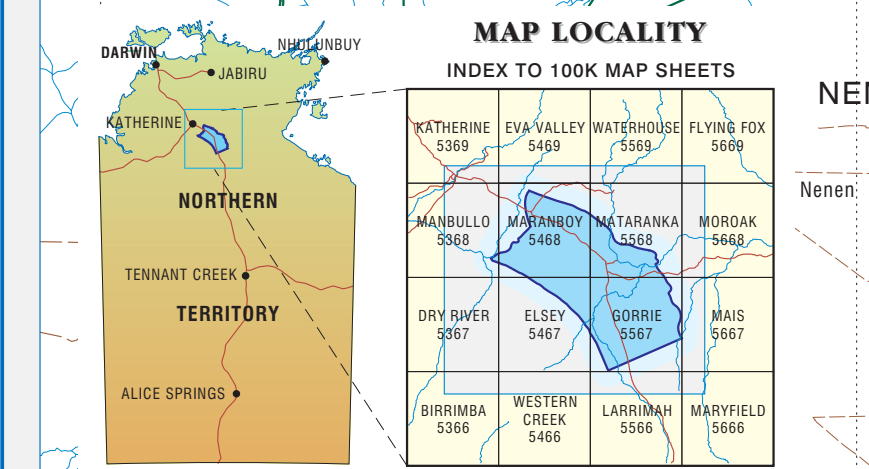 MAP LOCALITY
INDEX TO 100K MAP SHEETS
DARWIN
NHULUNBUY
JABIRU
KATHERINE
NORTHERN
TENNANT CREEK
TERRITORY
ALICE SPRINGS
KATHERINE
5369
EVA VALLEY
5469
WATERHOUSE
5569
FLYING FOX
5669
MANBULLO
5368
MARANBOY
5468
MATARANKA
5568
MOROAK
5668
DRY RIVER
5367
ELSEY
5467
GORRIE
5567
MAIS
5667
BIRRIMBA
5366
WESTERN
CREEK
5466
LARRIMAH
5566
MARYFIELD
5666
Nenen